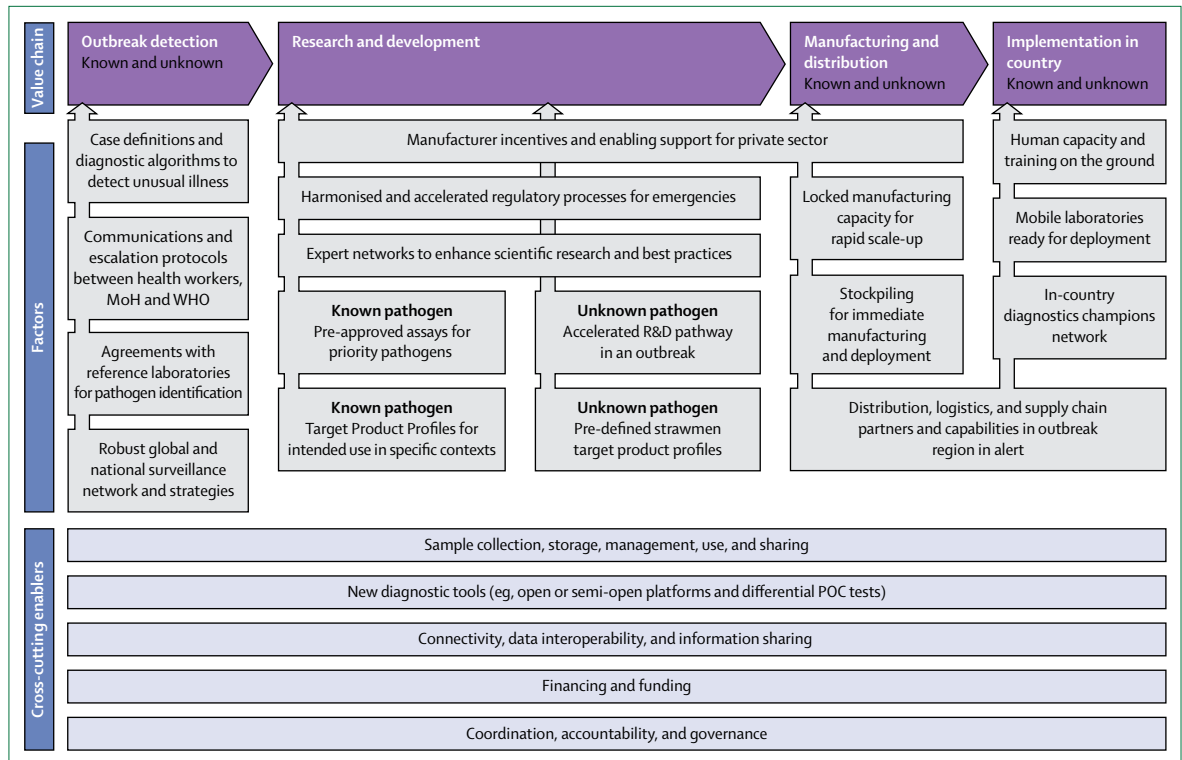 Value chain
Outbreak detection
Known and unknown
Research and development
Manufacturing and
distribution
Known and unknown
Implementation in
country
Known and unknown
Factors
Case definitions and
diagnostic algorithms to
detect unusual illness
Communications and
escalation protocols
between health workers,
MoH and WHO
Agreements with
reference laboratories
for pathogen identification
Robust global and
national surveillance
network and strategies
Manufacturer incentives and enabling support for private sector
Harmonised and accelerated regulatory processes for emergencies
Expert networks to enhance scientific research and best practices
Known pathogen
Pre-approved assays for
priority pathogens
Unknown pathogen
Accelerated R&D pathway
in an outbreak
Known pathogen
Target Product Profiles for
intended use in specific contexts
Unknown pathogen
Pre-defined strawmen
target product profiles
Locked manufacturing
capacity for
rapid scale-up
Stockpiling
for immediate
manufacturing
and deployment
Human capacity and
training on the ground
Mobile laboratories
ready for deployment
In-country
diagnostics champions
network
Distribution, logistics, and supply chain
partners and capabilities in outbreak
region in alert
Cross-cutting enablers
Sample collection, storage, management, use, and sharing
New diagnostic tools (eg, open or semi-open platforms and differential POC tests)
Connectivity, data interoperability, and information sharing
Financing and funding
Coordination, accountability, and governance